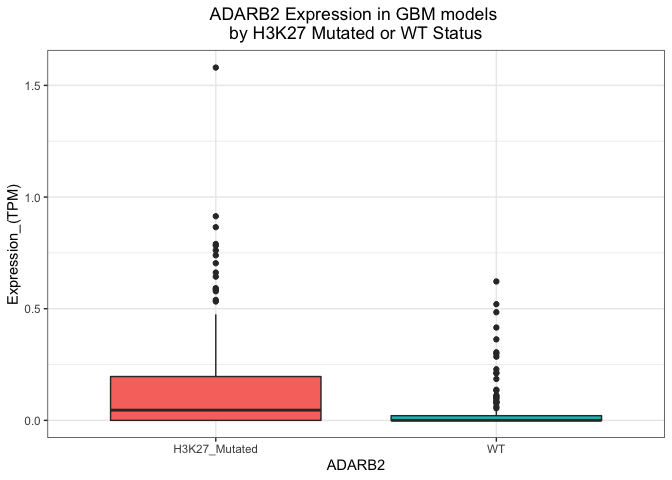 ADARB2 Expression in GBM models
by H3K27 Mutated or WT Status
Expression_(TPM)
1.5
1.0
0.5
0.0
H3K27_Mutated
WT
ADARB2